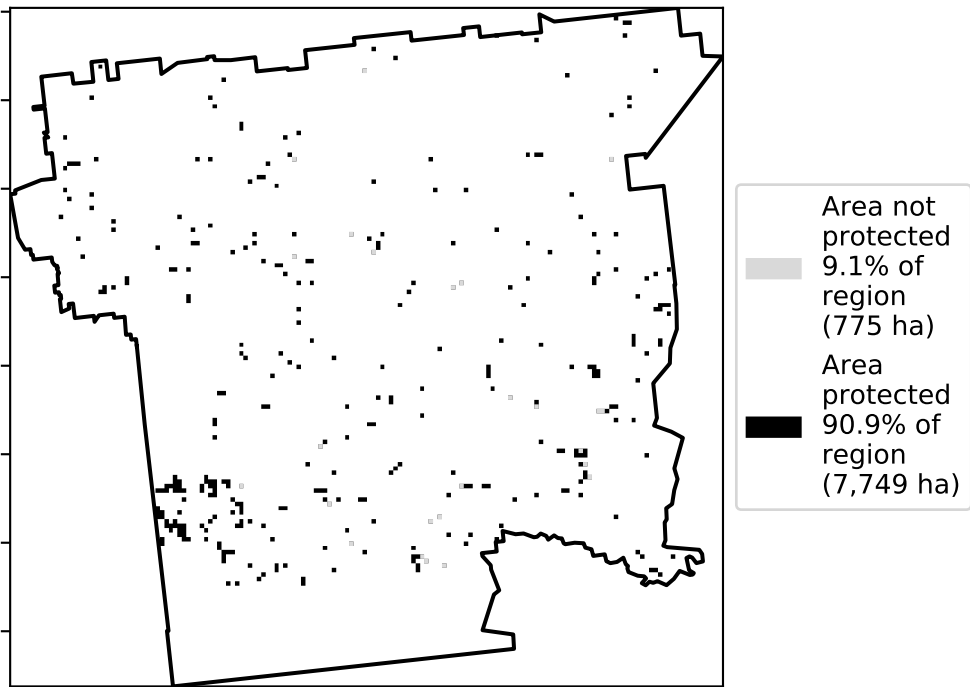 Area not
protected
9.1% of
region
(775 ha)
Area
protected
90.9% of
region
(7,749 ha)